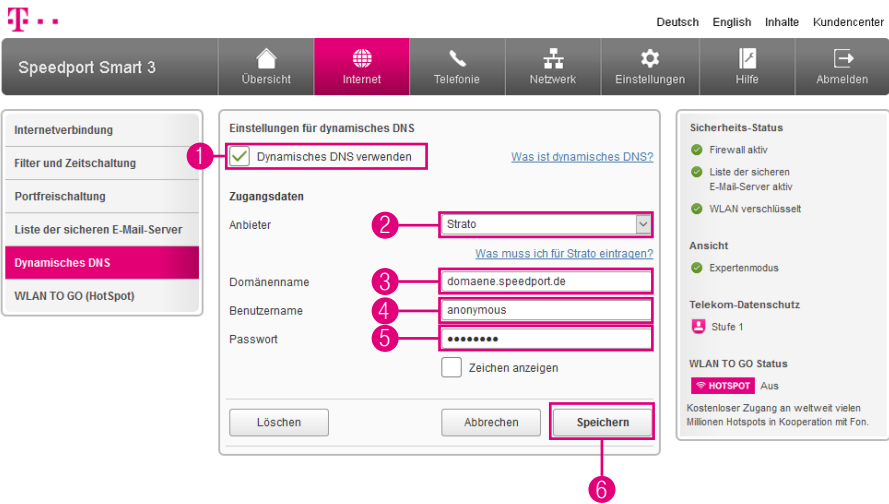 T
Deutsch English Inhalte Kundencenter
Speedport Smart 3
Übersicht
Internet
Telefonie
Netzwerk
Einstellungen
Hilfe
Abmelden
Internetverbindung
Filter und Zeitschaltung
Portfreischaltung
Liste der sicheren E-Mail-Server
Dynamisches DNS
WLAN TO GO (HotSpot)
Einstellungen für dynamisches DNS
1 Dynamisches DNS verwenden
Was ist dynamisches DNS?
Zugangsdaten
Anbieter 2 Strato
Was muss ich für Strato eintragen?
Domänenname 3 domaene.speedport.de
Benutzername 4 anonymous
Passwort 5 ●●●●●●●●
Zeichen anzeigen
Löschen Abbrechen Speichern
6
Sicherheits-Status
Firewall aktiv
Liste der sicheren
E-Mail-Server aktiv
WLAN verschlüsselt
Ansicht
Expertenmodus
Telekom-Datenschutz
Stufe 1
WLAN TO GO Status
HOTSPOT Aus
Kostenloser Zugang an weltweit vielen
Millionen Hotspots in Kooperation mit Fon.